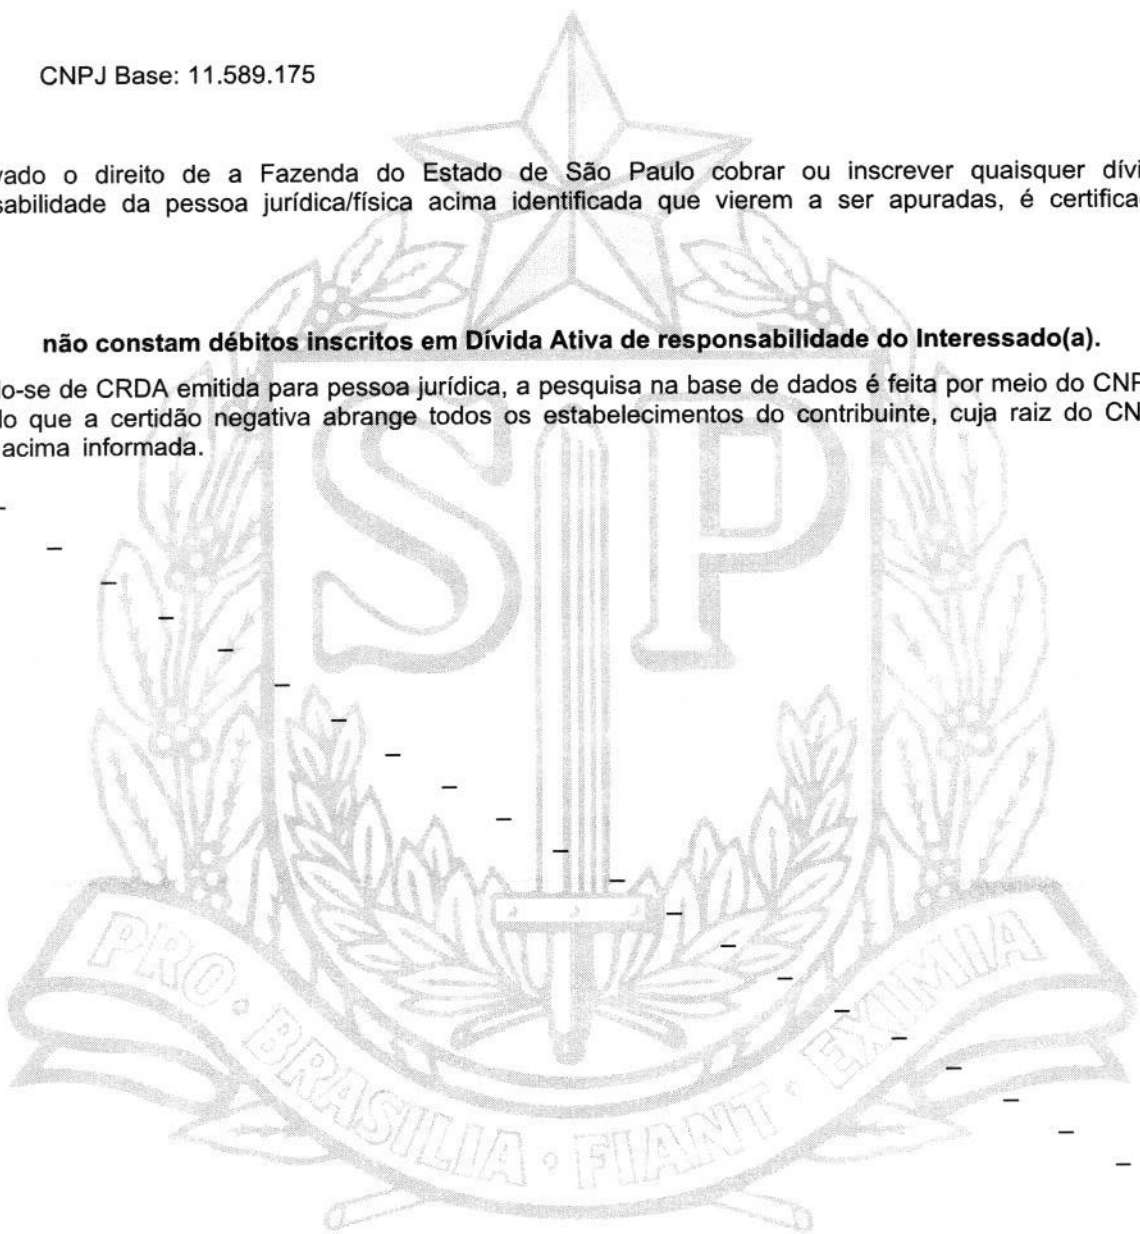 CNPJ Base: 11.589.175
vado o direito de a Fazenda do Estado de São Paulo cobrar ou inscrever quaisquer dívi
sabilidade da pessoa jurídica/física acima identificada que vierem a ser apuradas, é certifica
não constam débitos inscritos em Dívida Ativa de responsabilidade do Interessado(a).
do-se de CRDA emitida para pessoa jurídica, a pesquisa na base de dados é feita por meio do CNP
do que a certidão negativa abrange todos os estabelecimentos do contribuinte, cuja raiz do CN
acima informada.
SP
PRO · BRASILIA · FIANT · EXIMIA